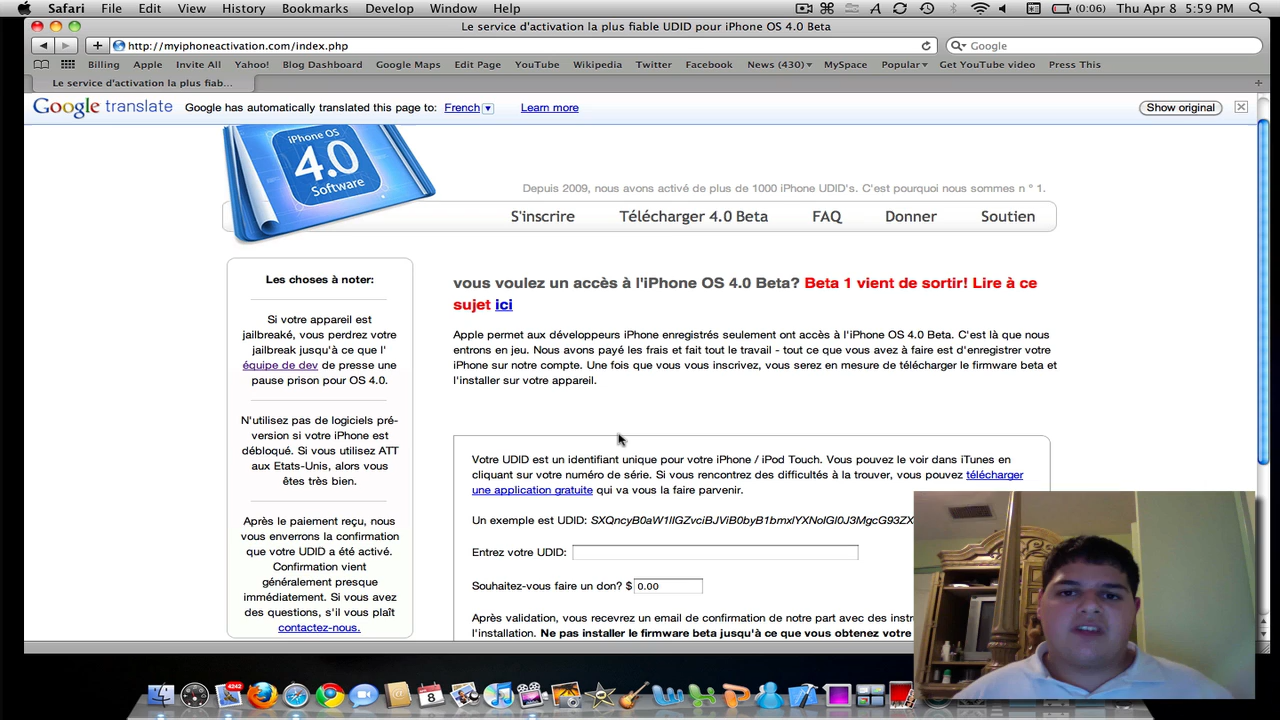 Safari File Edit View History Bookmarks Develop Window Help (0:06) Thu Apr 8 5:59 PM
Le service d'activation la plus fiable UDID pour iPhone OS 4.0 Beta
http://myiphoneactivation.com/index.php Google
Billing Apple Invite All Yahoo! Blog Dashboard Google Maps Edit Page YouTube Wikipedia Twitter Facebook News (430) MySpace Popular Get YouTube video Press This
Le service d'activation la plus fiab...
Google translate Google has automatically translated this page to: French Learn more Show original
iPhone OS
4.0
Software
Depuis 2009, nous avons activé de plus de 1000 iPhone UDID's. C'est pourquoi nous sommes n ° 1.
S'inscrire Télécharger 4.0 Beta FAQ Donner Soutien
Les choses à noter:
Si votre appareil est
jailbreaké, vous perdrez votre
jailbreak jusqu'à ce que l'
équipe de dev de presse une
pause prison pour OS 4.0.
N'utilisez pas de logiciels pré-
version si votre iPhone est
débloqué. Si vous utilisez ATT
aux Etats-Unis, alors vous
êtes très bien.
Après le paiement reçu, nous
vous enverrons la confirmation
que votre UDID a été activé.
Confirmation vient
généralement presque
immédiatement. Si vous avez
des questions, s'il vous plaît
contactez-nous.
vous voulez un accès à l'iPhone OS 4.0 Beta? Beta 1 vient de sortir! Lire à ce
sujet ici
Apple permet aux développeurs iPhone enregistrés seulement ont accès à l'iPhone OS 4.0 Beta. C'est là que nous
entrons en jeu. Nous avons payé les frais et fait tout le travail - tout ce que vous avez à faire est d'enregistrer votre
iPhone sur notre compte. Une fois que vous vous inscrivez, vous serez en mesure de télécharger le firmware beta et
l'installer sur votre appareil.
Votre UDID est un identifiant unique pour votre iPhone / iPod Touch. Vous pouvez le voir dans iTunes en
cliquant sur votre numéro de série. Si vous rencontrez des difficultés à la trouver, vous pouvez télécharger
une application gratuite qui va vous la faire parvenir.
Un exemple est UDID:
Entrez votre UDID:
Souhaitez-vous faire un don? $ 0.00
Après validation, vous recevrez un email de confirmation de notre part avec des
l'installation. Ne pas installer le firmware beta jusqu'à ce que vous obtenez votre
4242
8